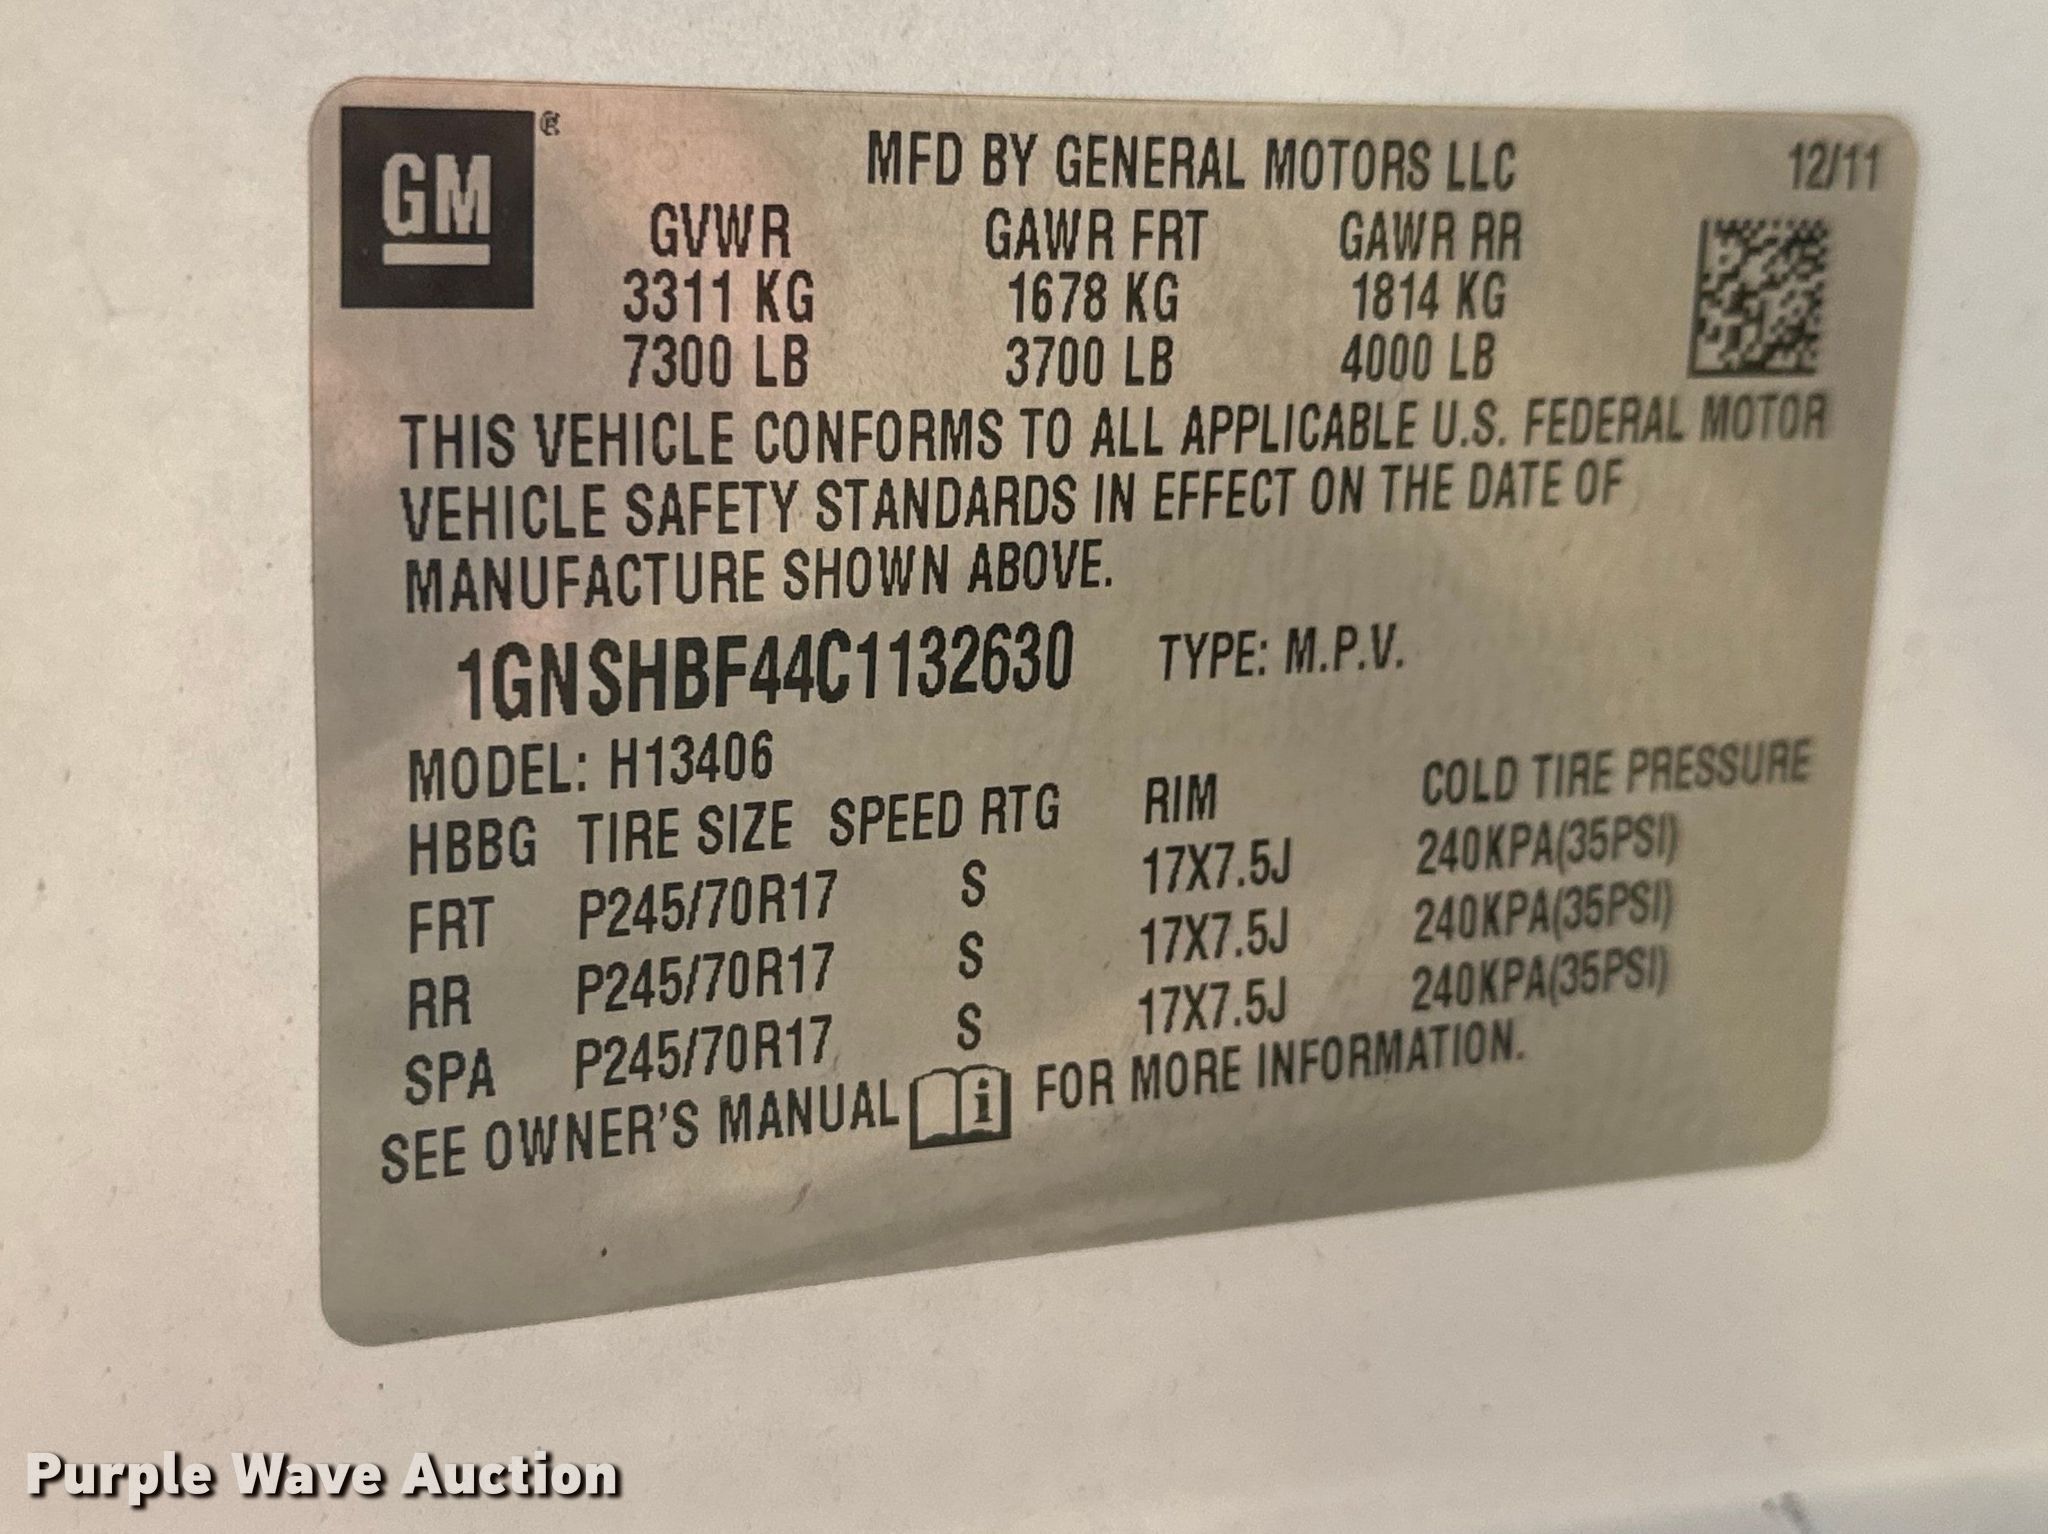 GM®
MFD BY GENERAL MOTORS LLC 12/11
GVWR GAWR FRT GAWR RR
3311 KG 1678 KG 1814 KG
7300 LB 3700 LB 4000 LB
THIS VEHICLE CONFORMS TO ALL APPLICABLE U.S. FEDERAL MOTOR
VEHICLE SAFETY STANDARDS IN EFFECT ON THE DATE OF
MANUFACTURE SHOWN ABOVE.
1GNSHBF44C1132630 TYPE: M.P.V.
MODEL: H13406
HBBG TIRE SIZE SPEED RTG RIM COLD TIRE PRESSURE
FRT P245/70R17 S 17X7.5J 240KPA(35PSI)
RR P245/70R17 S 17X7.5J 240KPA(35PSI)
SPA P245/70R17 S 17X7.5J 240KPA(35PSI)
SEE OWNER'S MANUAL i FOR MORE INFORMATION.
Purple Wave Auction